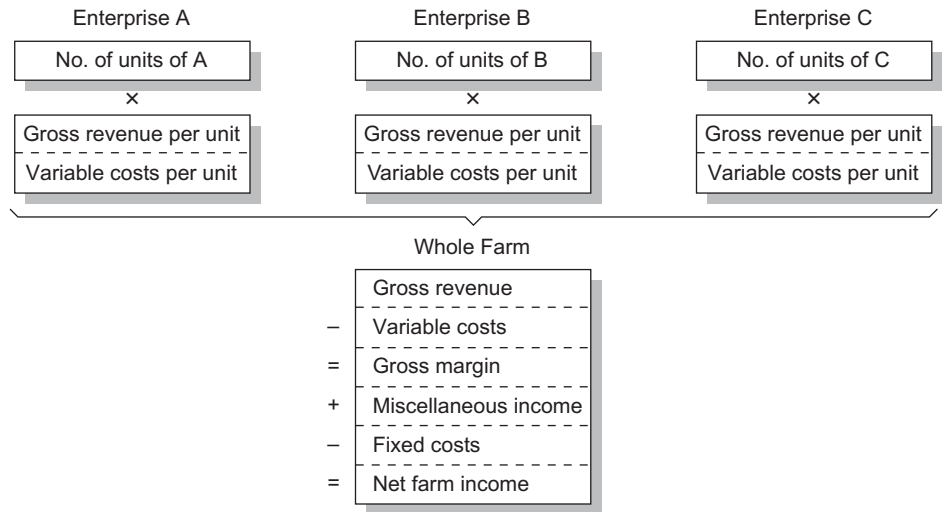 Enterprise A Enterprise B Enterprise C
No. of units of A No. of units of B No. of units of C
× × ×
Gross revenue per unit Gross revenue per unit Gross revenue per unit
Variable costs per unit Variable costs per unit Variable costs per unit
Whole Farm
Gross revenue
– Variable costs
= Gross margin
+ Miscellaneous income
– Fixed costs
= Net farm income